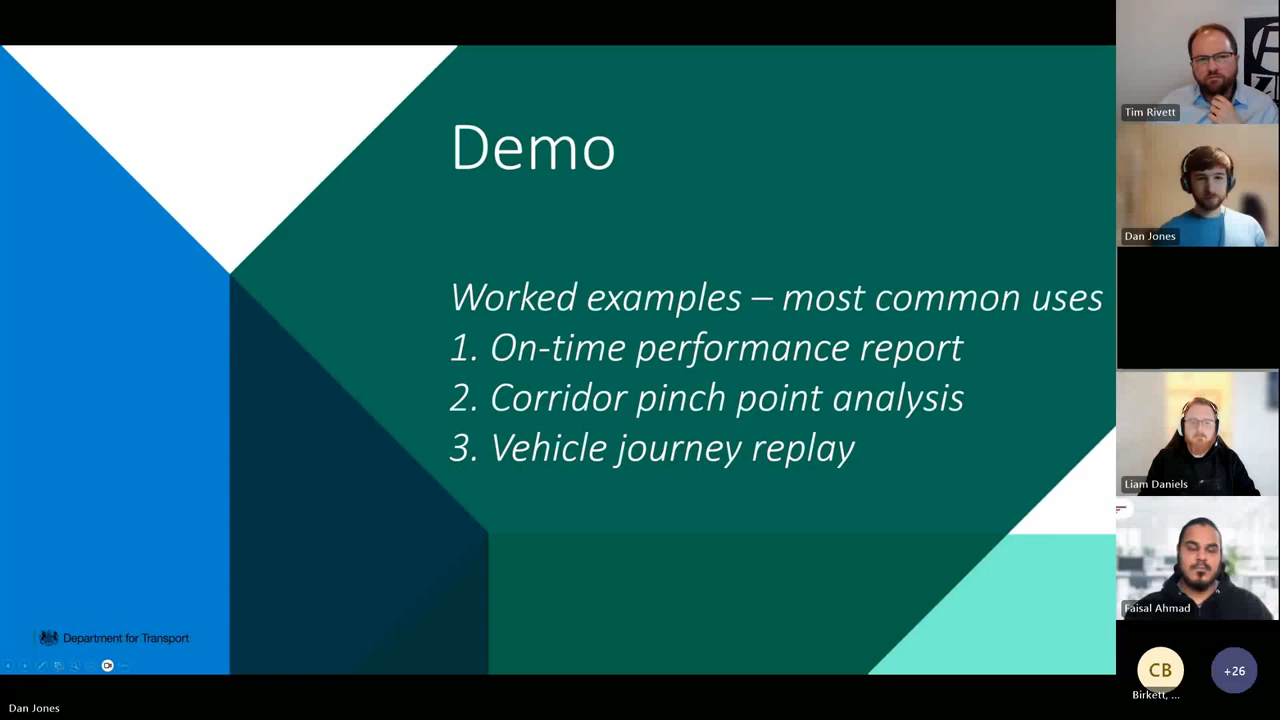 Demo
Worked examples – most common uses
1. On-time performance report
2. Corridor pinch point analysis
3. Vehicle journey replay
Department for Transport
Dan Jones
Tim Rivett
Dan Jones
Liam Daniels
Faisal Ahmad
CB
Birkett, ...
+26